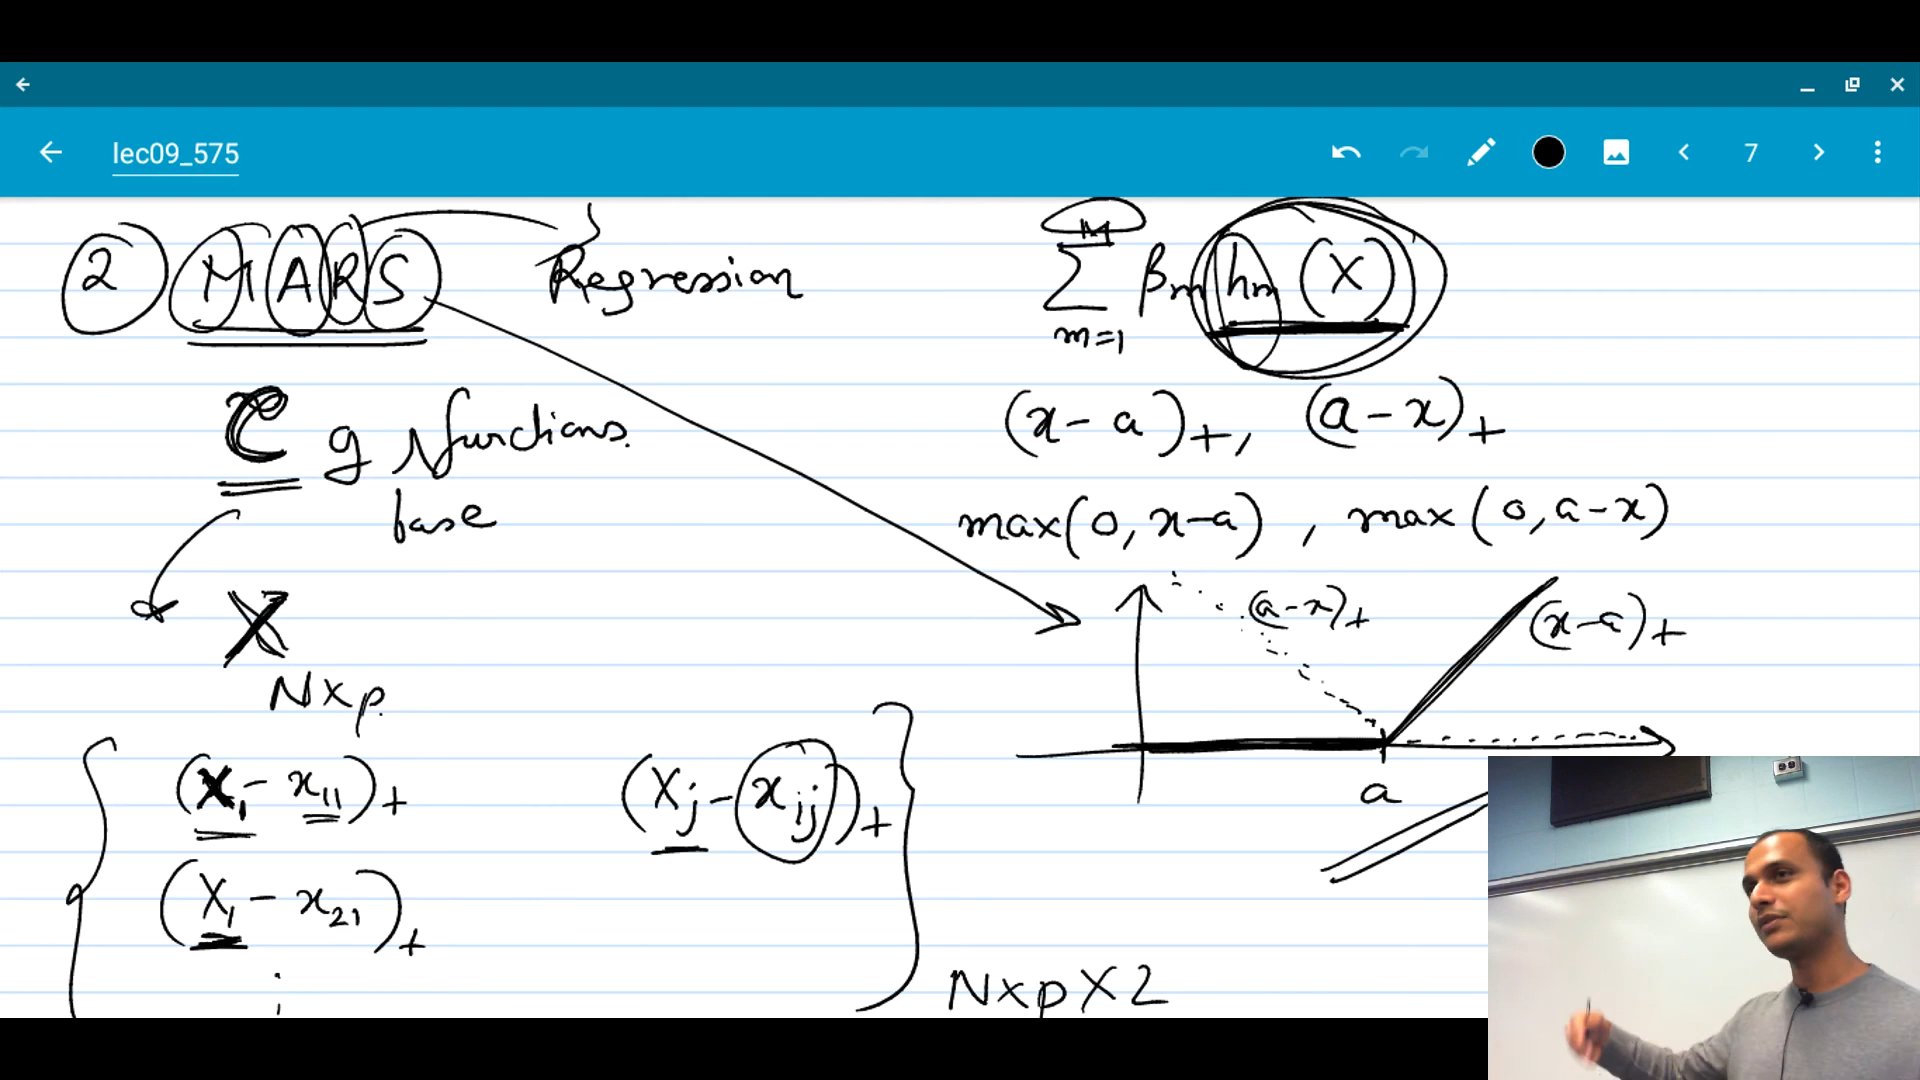 lec09_575
7
2 MARS Regression
M
∑ βm hm (X)
m=1
C of functions.
base
(x - a)+, (a - x)+
max(0, x-a), max(0, a-x)
X
N×p
(a-x)+
(x-a)+
a
(X1 - x11)+ (Xj - xij)+
(X1 - x21)+
N×p×2